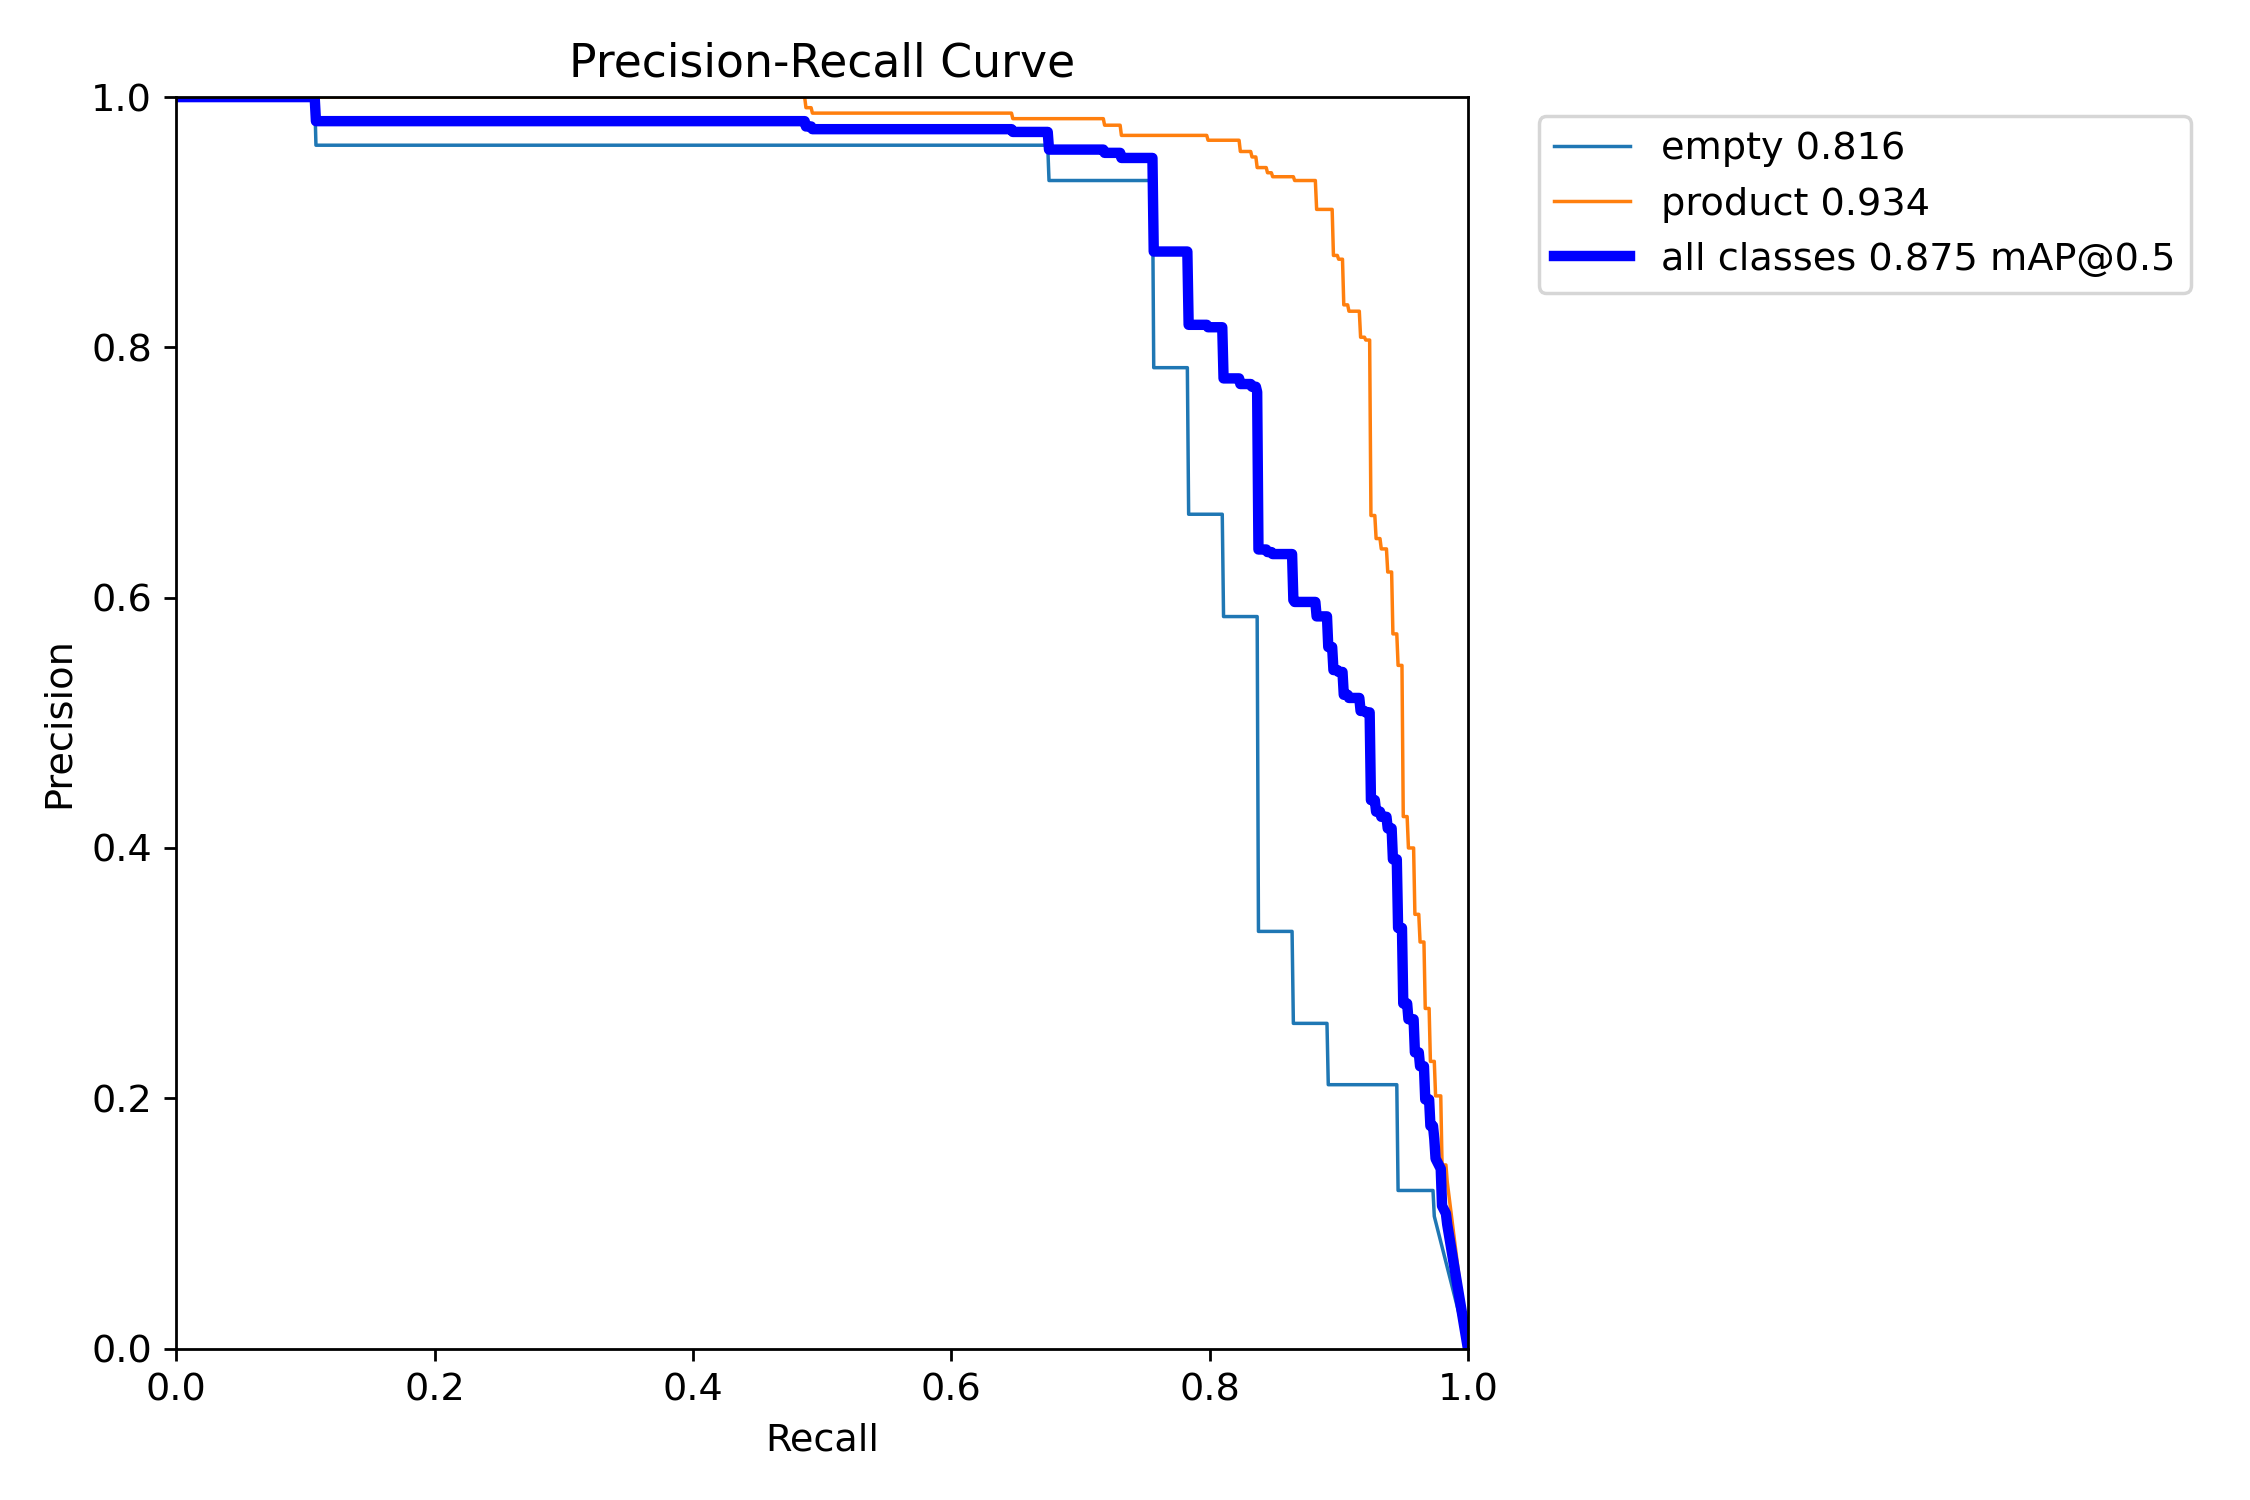 Precision-Recall Curve
1.0
0.8
0.6
0.4
0.2
0.0
Precision
0.0 0.2 0.4 0.6 0.8 1.0
Recall
empty 0.816
product 0.934
all classes 0.875 mAP@0.5